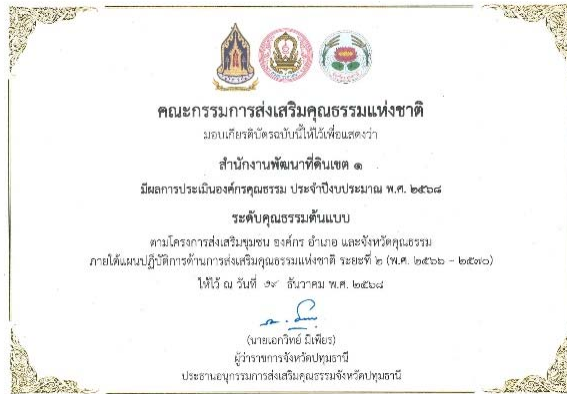 คณะกรรมการส่งเสริมคุณธรรมแห่งชาติ
มอบเกียรติบัตรฉบับนี้ให้ไว้เพื่อแสดงว่า
สำนักงานพัฒนาที่ดินเขต ๑
มีผลการประเมินองค์กรคุณธรรม ประจำปีงบประมาณ พ.ศ. ๒๕๖๘
ระดับคุณธรรมต้นแบบ
ตามโครงการส่งเสริมชุมชน องค์กร อำเภอ และจังหวัดคุณธรรม
ภายใต้แผนปฏิบัติการด้านการส่งเสริมคุณธรรมแห่งชาติ ระยะที่ ๒ (พ.ศ. ๒๕๖๖ - ๒๕๗๐)
ให้ไว้ ณ วันที่ ๑๙ ธันวาคม พ.ศ. ๒๕๖๘
(นายเอกวิทย์ มีเพียร)
ผู้ว่าราชการจังหวัดปทุมธานี
ประธานอนุกรรมการส่งเสริมคุณธรรมจังหวัดปทุมธานี